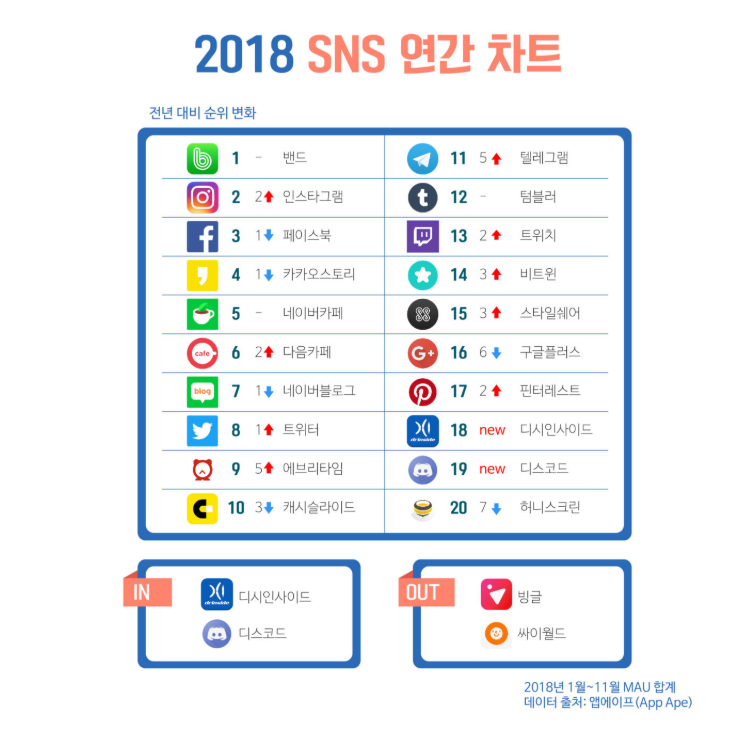 2018 SNS 연간 차트
전년 대비 순위 변화
1 - 밴드
2 2 인스타그램
3 1 페이스북
4 1 카카오스토리
5 - 네이버카페
cafe 6 2 다음카페
blog 7 1 네이버블로그
8 1 트위터
9 5 에브리타임
10 3 캐시슬라이드
11 5 텔레그램
t 12 - 텀블러
13 2 트위치
14 3 비트윈
15 3 스타일쉐어
G+ 16 6 구글플러스
17 2 핀터레스트
dcinside 18 new 디시인사이드
19 new 디스코드
20 7 허니스크린
IN
dcinside 디시인사이드
디스코드
OUT
빙글
싸이월드
2018년 1월~11월 MAU 합계
데이터 출처: 앱에이프(App Ape)